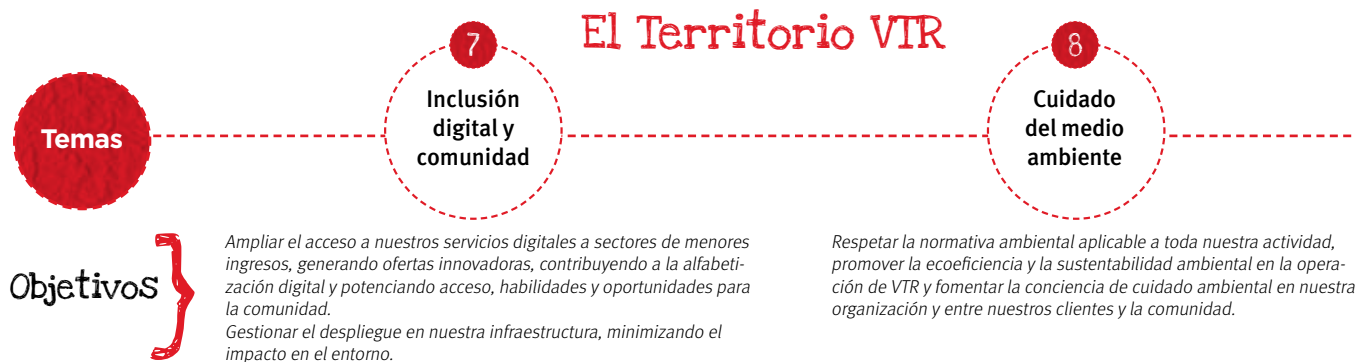 El Territorio VTR
Temas
7
Inclusión
digital y
comunidad
8
Cuidado
del medio
ambiente
Objetivos
Ampliar el acceso a nuestros servicios digitales a sectores de menores
ingresos, generando ofertas innovadoras, contribuyendo a la alfabeti-
zación digital y potenciando acceso, habilidades y oportunidades para
la comunidad.
Gestionar el despliegue en nuestra infraestructura, minimizando el
impacto en el entorno.
Respetar la normativa ambiental aplicable a toda nuestra actividad,
promover la ecoeficiencia y la sustentabilidad ambiental en la opera-
ción de VTR y fomentar la conciencia de cuidado ambiental en nuestra
organización y entre nuestros clientes y la comunidad.